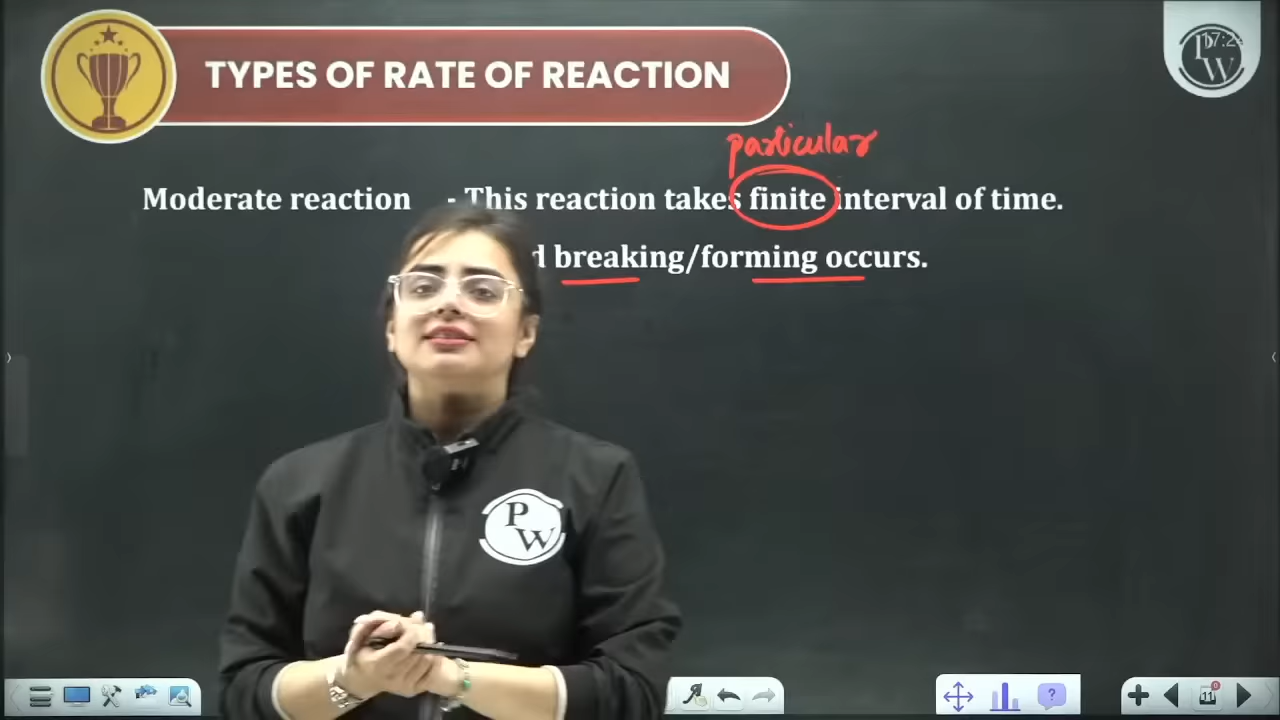 TYPES OF RATE OF REACTION
particular
Moderate reaction - This reaction takes finite interval of time.
breaking/forming occurs.
PW
11